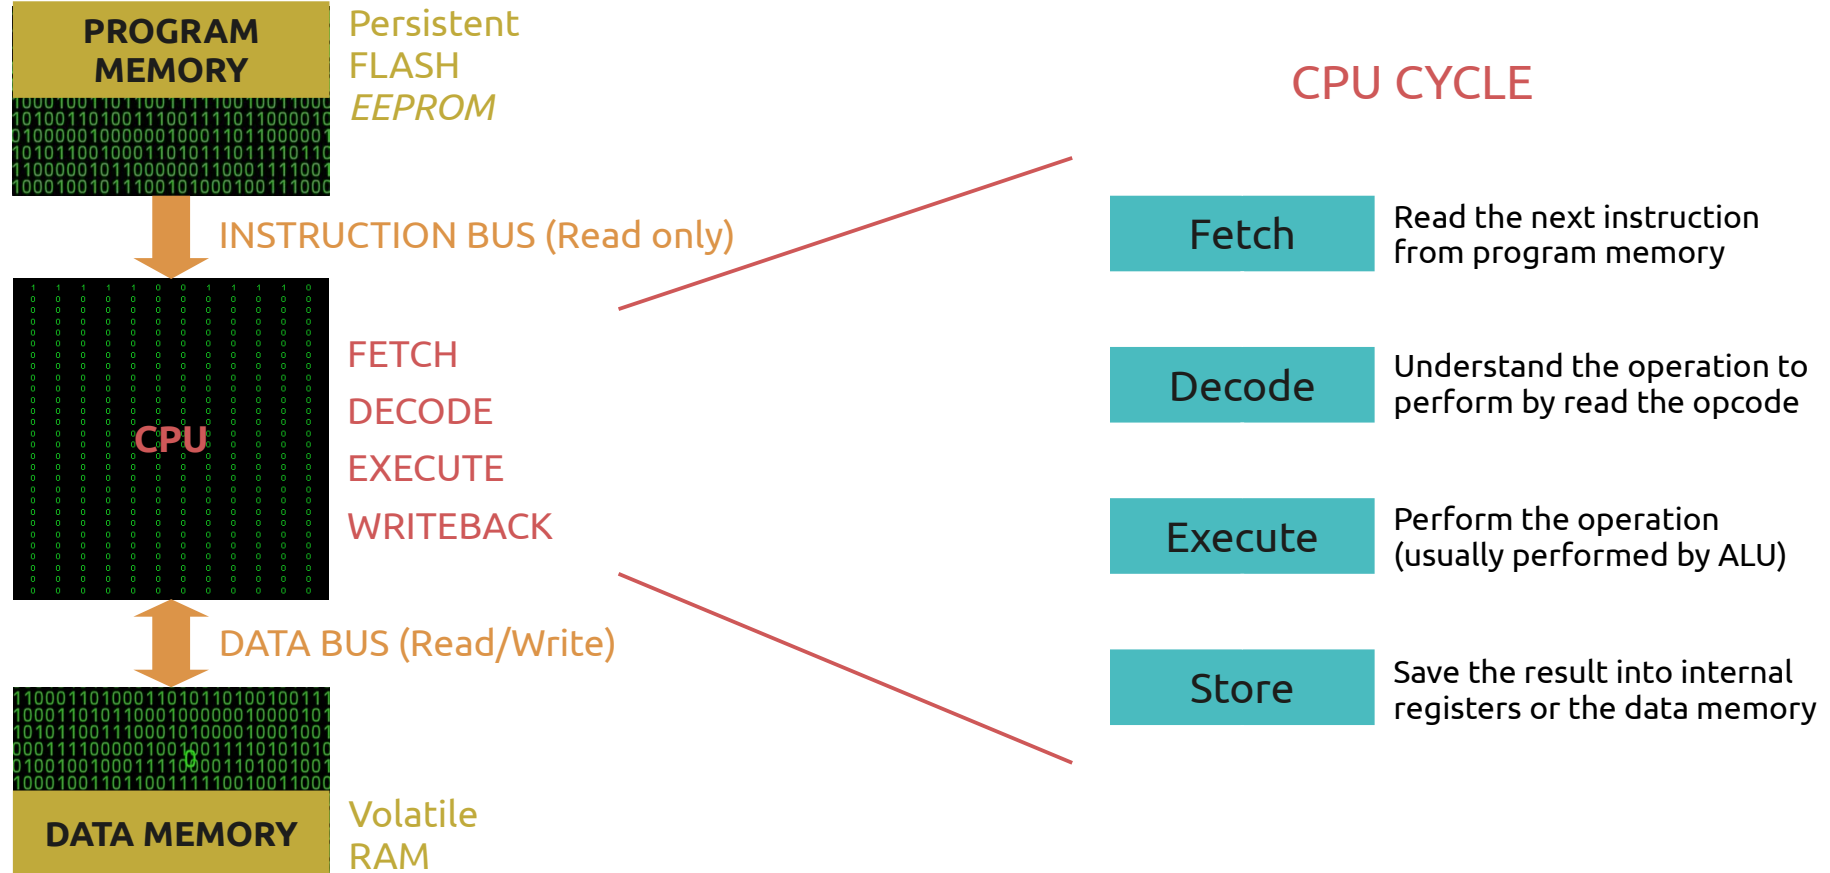 PROGRAM
MEMORY
Persistent
FLASH
EEPROM
INSTRUCTION BUS (Read only)
CPU
FETCH
DECODE
EXECUTE
WRITEBACK
DATA BUS (Read/Write)
DATA MEMORY
Volatile
RAM
CPU CYCLE
Fetch
Read the next instruction
from program memory
Decode
Understand the operation to
perform by read the opcode
Execute
Perform the operation
(usually performed by ALU)
Store
Save the result into internal
registers or the data memory